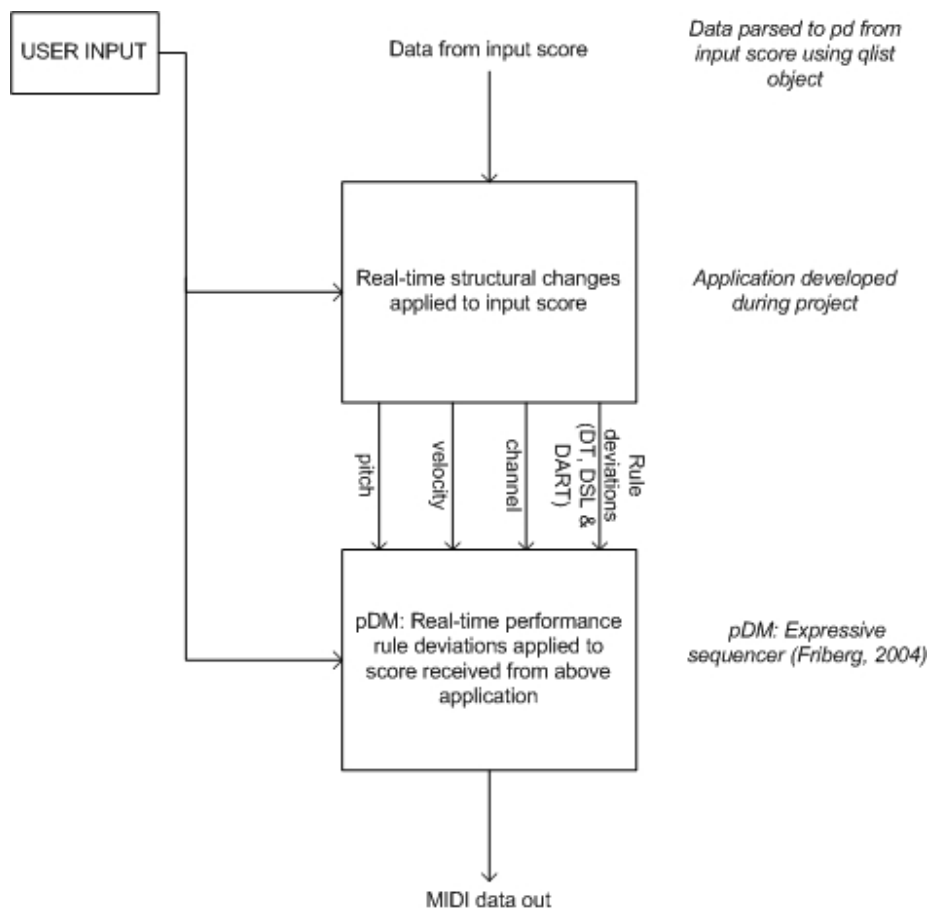 USER INPUT
Data from input score
Data parsed to pd from
input score using qlist
object
Real-time structural changes
applied to input score
Application developed
during project
pitch
velocity
channel
Rule
deviations
(DT, DSL &
DART)
pDM: Real-time performance
rule deviations applied to
score received from above
application
pDM: Expressive
sequencer (Friberg, 2004)
MIDI data out